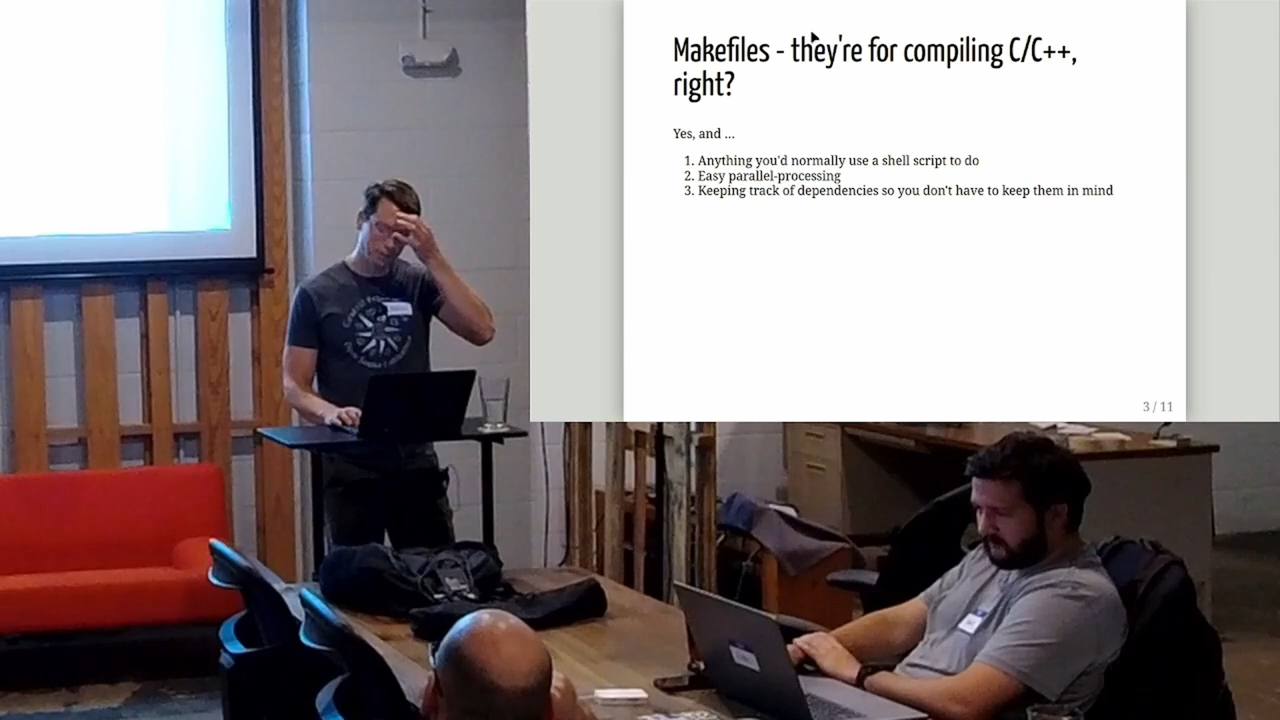 Makefiles - they're for compiling C/C++,
right?
Yes, and ...
1. Anything you'd normally use a shell script to do
2. Easy parallel-processing
3. Keeping track of dependencies so you don't have to keep them in mind
3 / 11